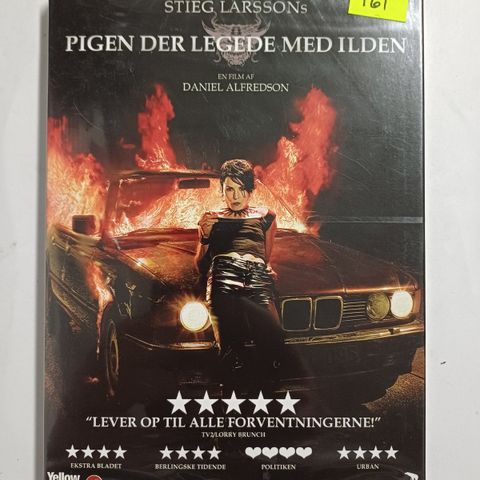 161
STIEG LARSSONs
PIGEN DER LEGEDE MED ILDEN
EN FILM AF
DANIEL ALFREDSON
"LEVER OP TIL ALLE FORVENTNINGERNE!"
TV2/LORRY BRUNCH
EKSTRA BLADET BERLINGSKE TIDENDE POLITIKEN URBAN
Yellow